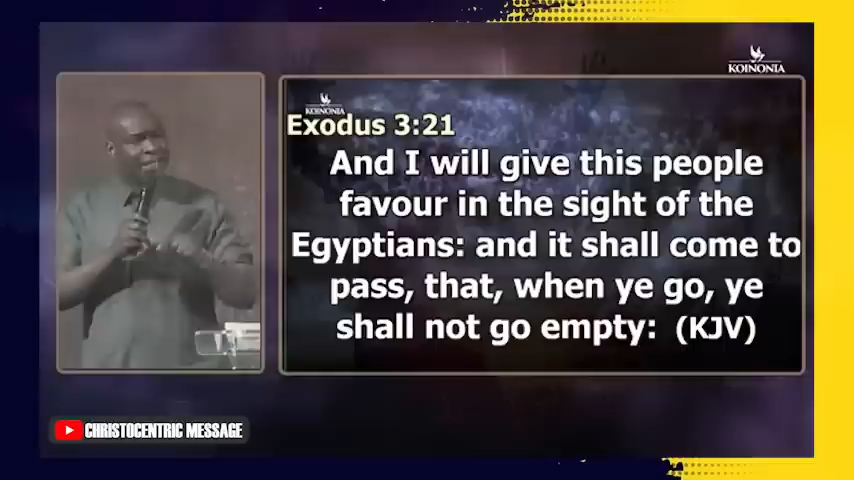 KOINONIA
KOINONIA
Exodus 3:21
And I will give this people
favour in the sight of the
Egyptians: and it shall come to
pass, that, when ye go, ye
shall not go empty: (KJV)
CHRISTOCENTRIC MESSAGE